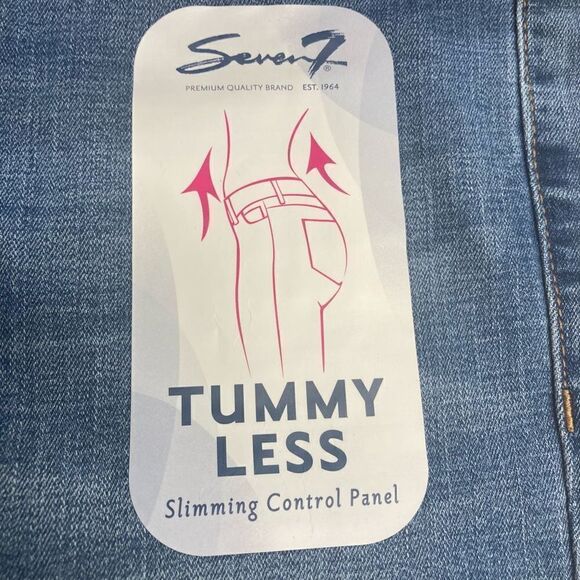 Seven7®
PREMIUM QUALITY BRAND EST. 1964
TUMMY
LESS
Slimming Control Panel